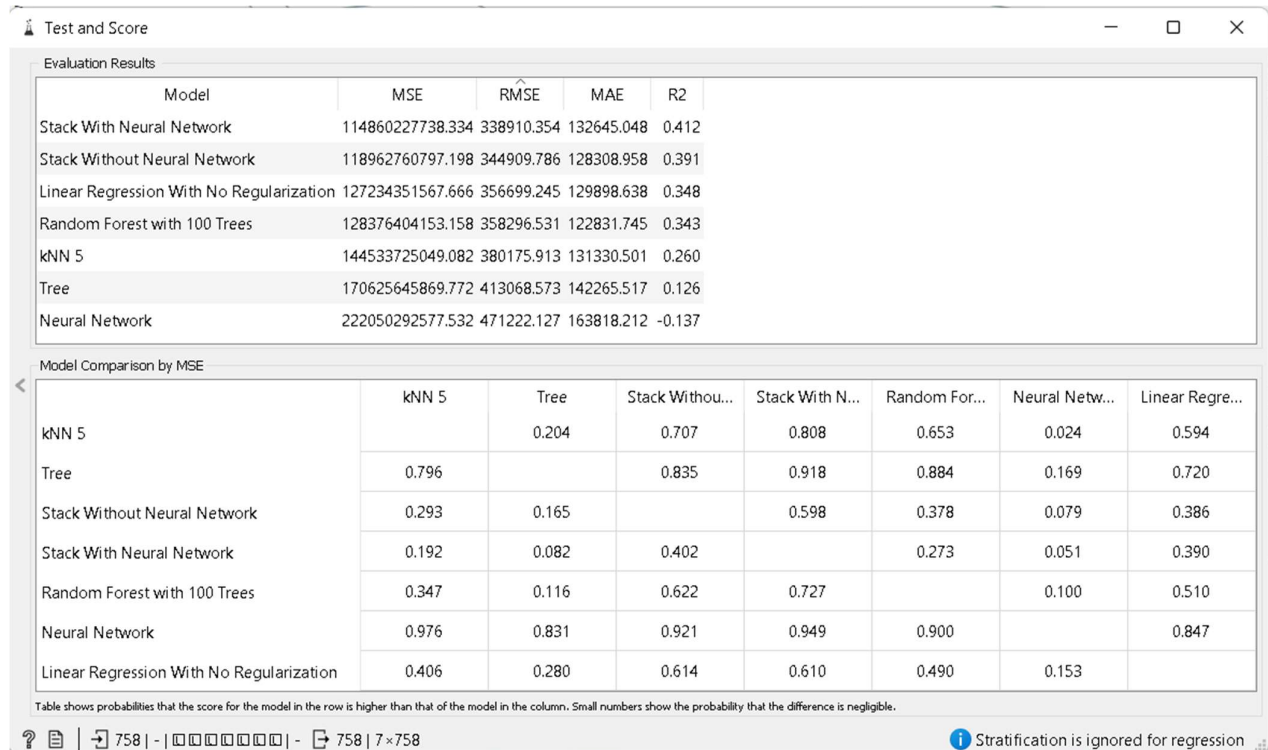 Test and Score
Evaluation Results
Model MSE RMSE MAE R2
Stack With Neural Network 114860227738.334 338910.354 132645.048 0.412
Stack Without Neural Network 118962760797.198 344909.786 128308.958 0.391
Linear Regression With No Regularization 127234351567.666 356699.245 129898.638 0.348
Random Forest with 100 Trees 128376404153.158 358296.531 122831.745 0.343
kNN 5 144533725049.082 380175.913 131330.501 0.260
Tree 170625645869.772 413068.573 142265.517 0.126
Neural Network 222050292577.532 471222.127 163818.212 -0.137
Model Comparison by MSE
kNN 5 Tree Stack Withou... Stack With N... Random For... Neural Netw... Linear Regre...
kNN 5 0.204 0.707 0.808 0.653 0.024 0.594
Tree 0.796 0.835 0.918 0.884 0.169 0.720
Stack Without Neural Network 0.293 0.165 0.598 0.378 0.079 0.386
Stack With Neural Network 0.192 0.082 0.402 0.273 0.051 0.390
Random Forest with 100 Trees 0.347 0.116 0.622 0.727 0.100 0.510
Neural Network 0.976 0.831 0.921 0.949 0.900 0.847
Linear Regression With No Regularization 0.406 0.280 0.614 0.610 0.490 0.153
Table shows probabilities that the score for the model in the row is higher than that of the model in the column. Small numbers show the probability that the difference is negligible.
? 758 | - | | - 758 | 7×758 Stratification is ignored for regression